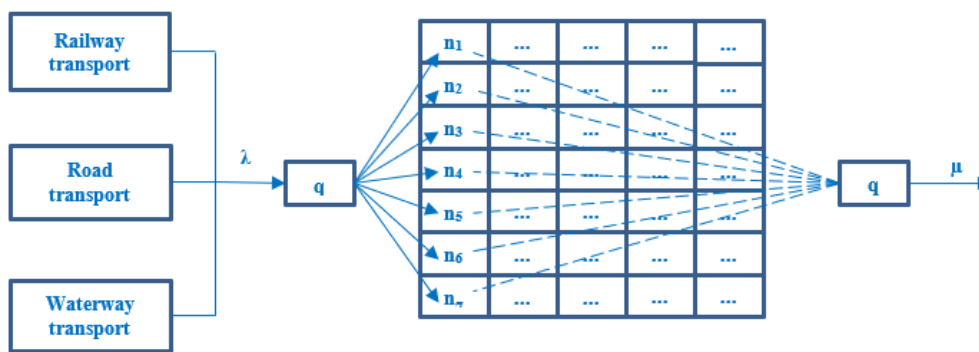 Railway
transport
Road
transport
Waterway
transport
λ
q
n1 ... ... ... ...
n2 ... ... ... ...
n3 ... ... ... ...
n4 ... ... ... ...
n5 ... ... ... ...
n6 ... ... ... ...
... ... ... ...
q
μ